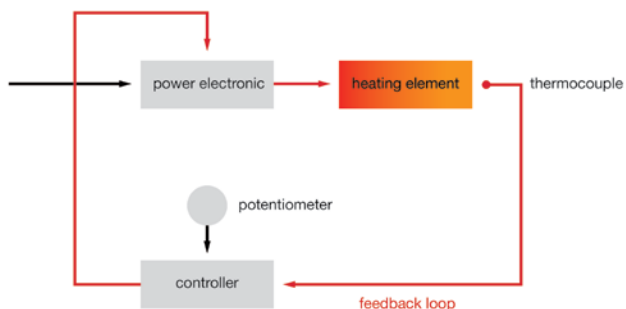 power electronic
heating element
thermocouple
potentiometer
controller
feedback loop